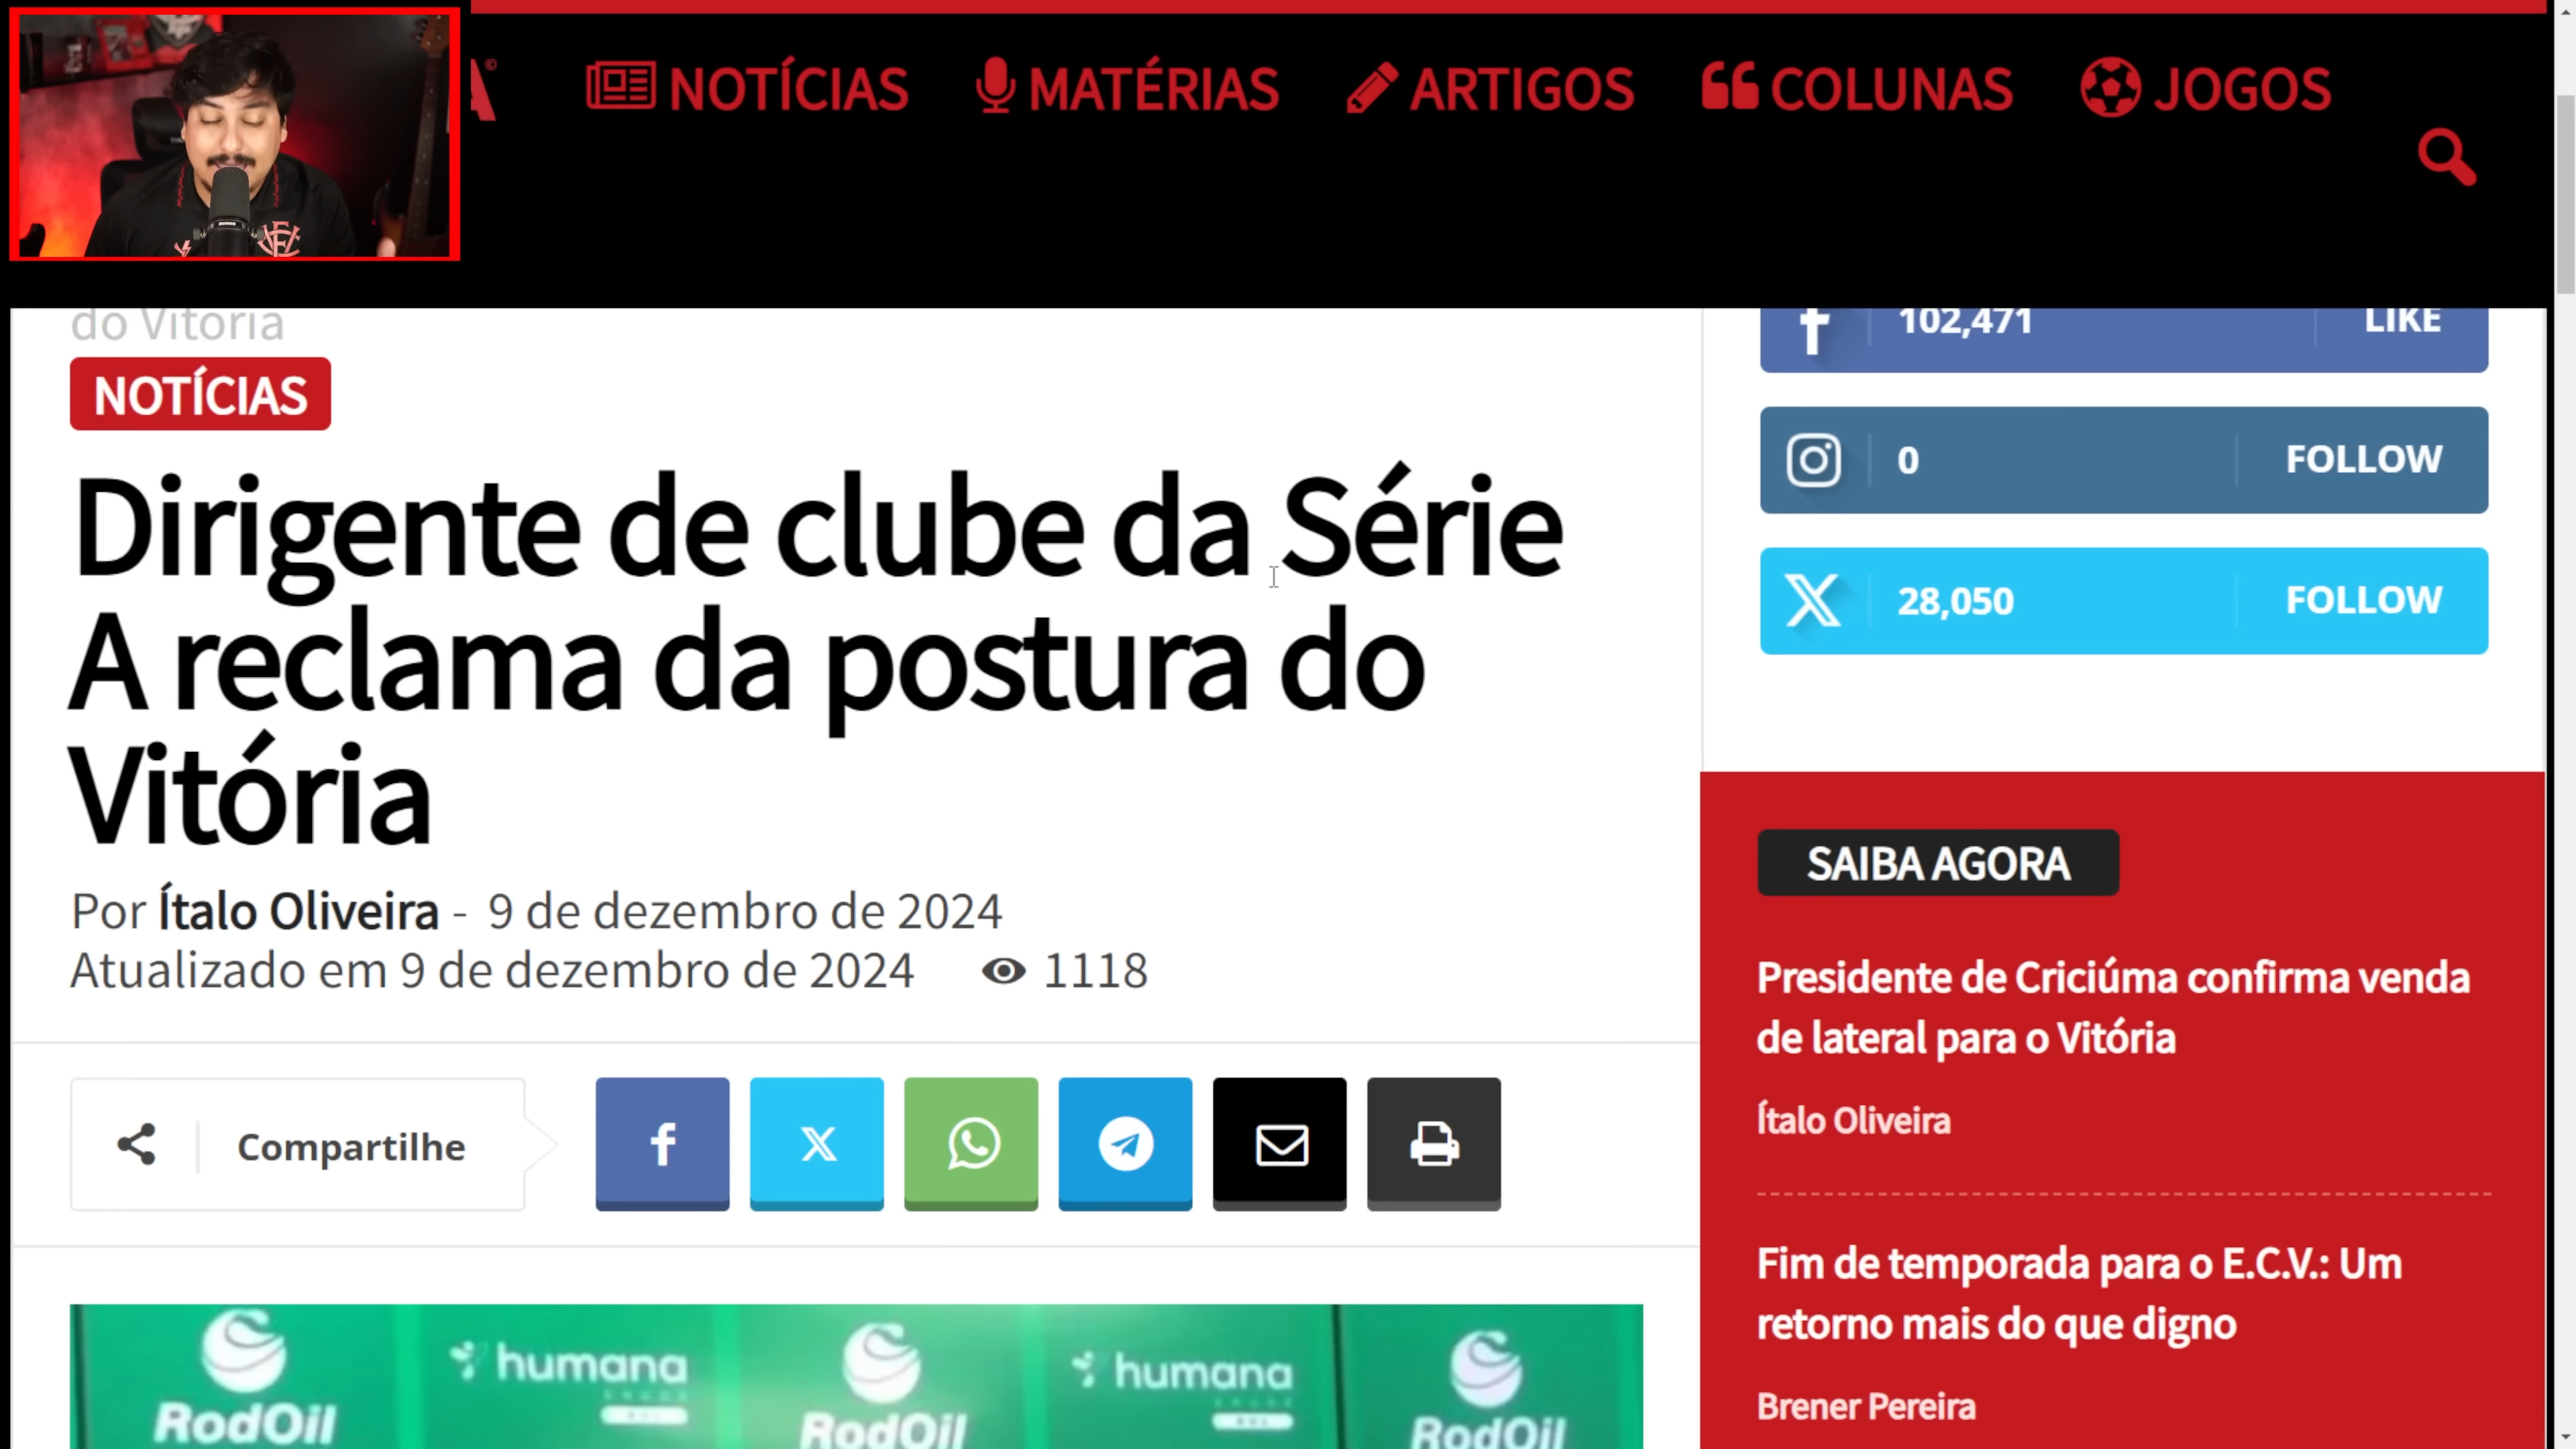 A©
NOTÍCIAS
MATÉRIAS
ARTIGOS
COLUNAS
JOGOS
do Vitória
NOTÍCIAS
Dirigente de clube da Série
A reclama da postura do
Vitória
Por Ítalo Oliveira - 9 de dezembro de 2024
Atualizado em 9 de dezembro de 2024 1118
Compartilhe
RodOil humana RodOil humana RodOil
102,471 LIKE
0 FOLLOW
28,050 FOLLOW
SAIBA AGORA
Presidente de Criciúma confirma venda
de lateral para o Vitória
Ítalo Oliveira
Fim de temporada para o E.C.V.: Um
retorno mais do que digno
Brener Pereira